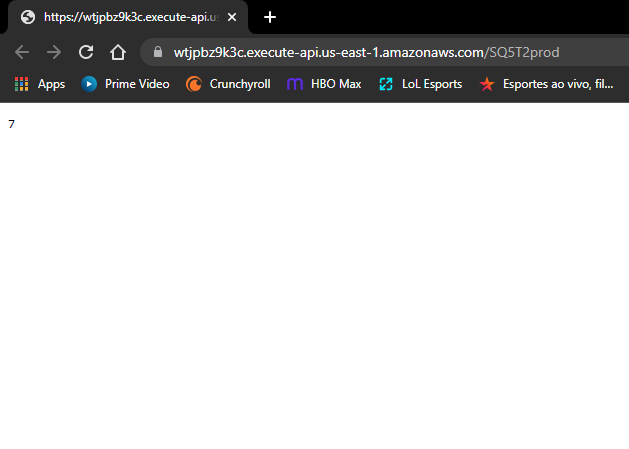 https://wtjpbz9k3c.execute-api.us
wtjpbz9k3c.execute-api.us-east-1.amazonaws.com/SQ5T2prod
Apps Prime Video Crunchyroll HBO Max LoL Esports Esportes ao vivo, fil...
7